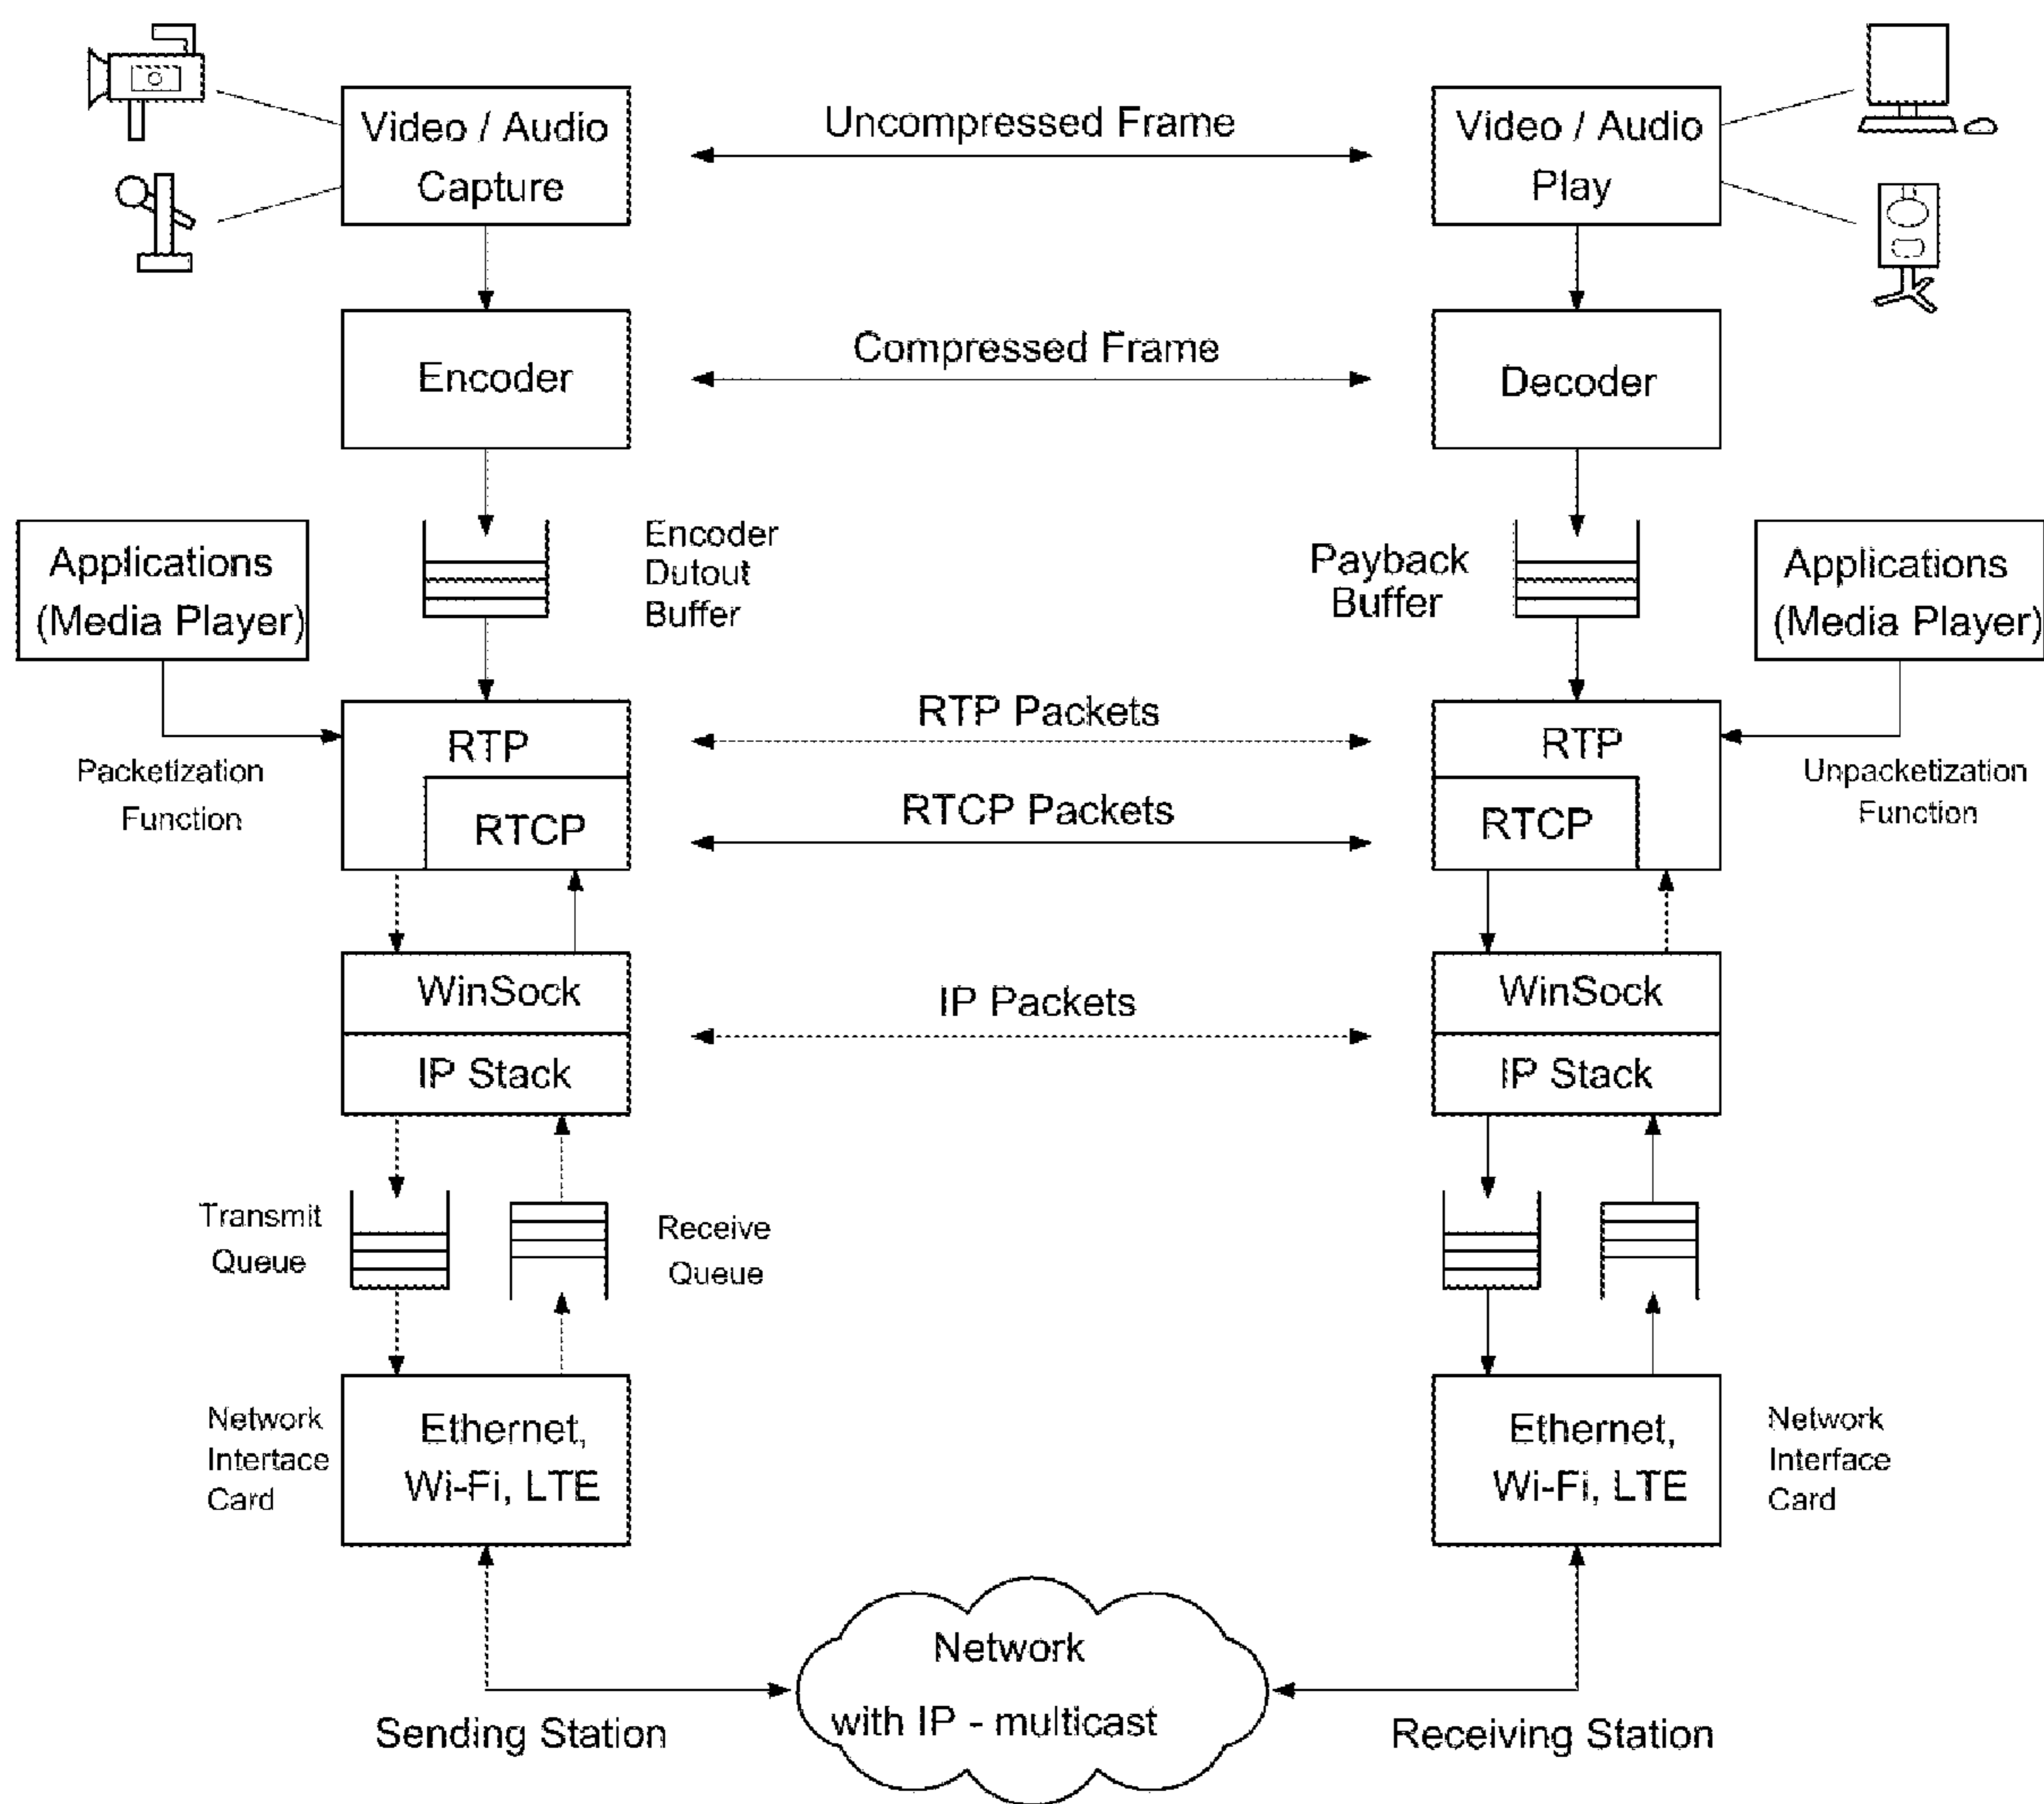 Video / Audio
Capture
Uncompressed Frame
Video / Audio
Play
Encoder
Compressed Frame
Decoder
Applications
(Media Player)
Encoder
Dutout
Buffer
Payback
Buffer
Applications
(Media Player)
Packetization
Function
RTP
RTCP
RTP Packets
RTCP Packets
RTP
RTCP
Unpacketization
Function
WinSock
IP Stack
IP Packets
WinSock
IP Stack
Transmit
Queue
Receive
Queue
Network
Intertace
Card
Ethernet,
Wi-Fi, LTE
Ethernet,
Wi-Fi, LTE
Network
Interface
Card
Sending Station
Network
with IP - multicast
Receiving Station